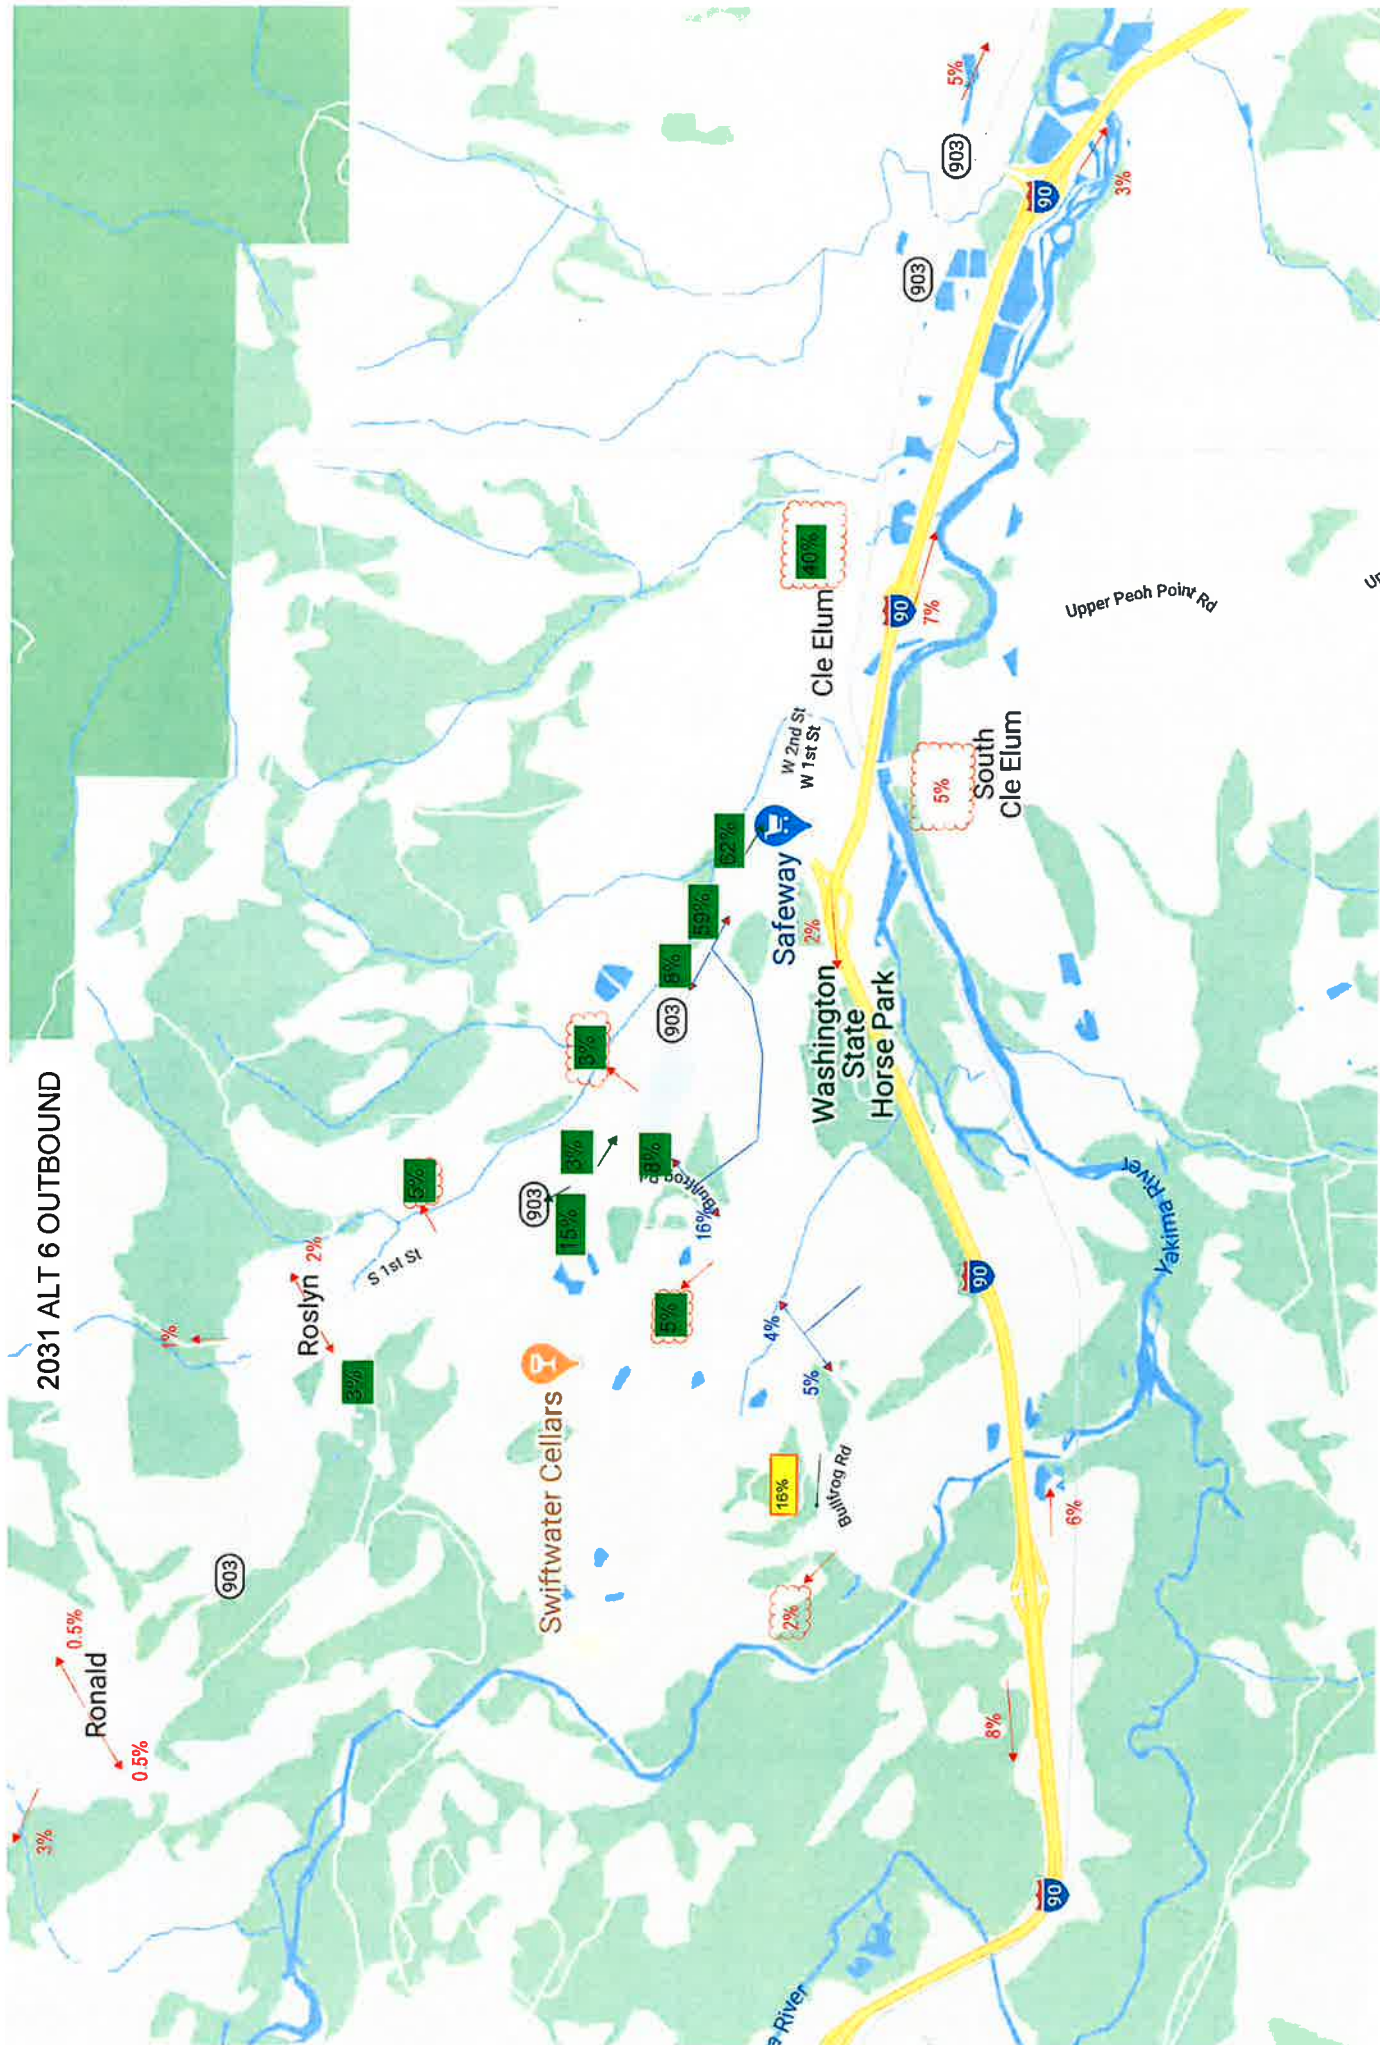 2031 ALT 6 OUTBOUND
3%
0.5%
Ronald
0.5%
1%
903
Roslyn
2%
3%
S 1st St
5%
903
Swiftwater Cellars
15%
3%
3%
8%
5%
903
8%
Bullfrog
16%
59%
62%
4%
16%
Safeway
2%
W 2nd St
W 1st St
River
5%
40%
2%
Cle Elum
Washington
State
Horse Park
Bullfrog Rd
90
903
7%
5%
5%
903
90
South
Cle Elum
8%
90
90
6%
3%
Upper Peoh Point Rd
Yakima River